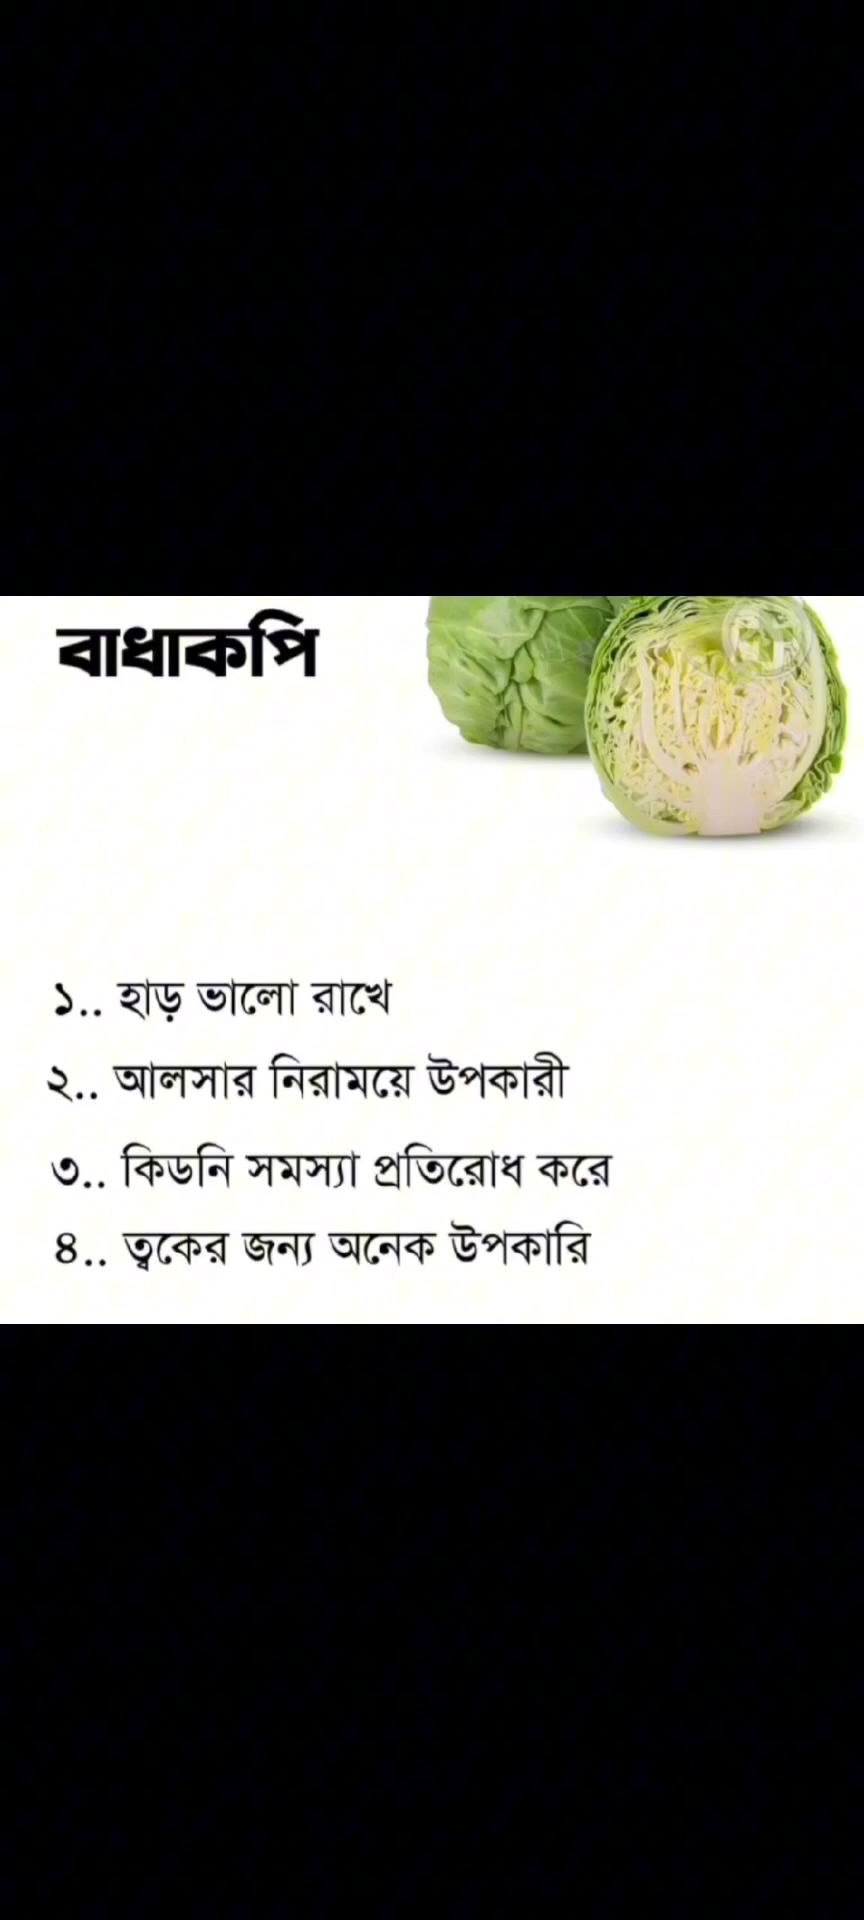 বাধাকপি
১.. হাড় ভালো রাখে
২.. আলসার নিরাময়ে উপকারী
৩.. কিডনি সমস্যা প্রতিরোধ করে
৪.. ত্বকের জন্য অনেক উপকারি